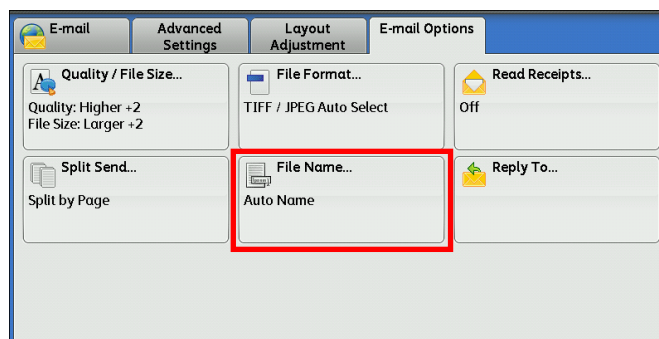 E-mail
Advanced
Settings
Layout
Adjustment
E-mail Options
Quality / File Size...
Quality: Higher +2
File Size: Larger +2
File Format...
TIFF / JPEG Auto Select
Read Receipts...
Off
Split Send...
Split by Page
File Name...
Auto Name
Reply To...